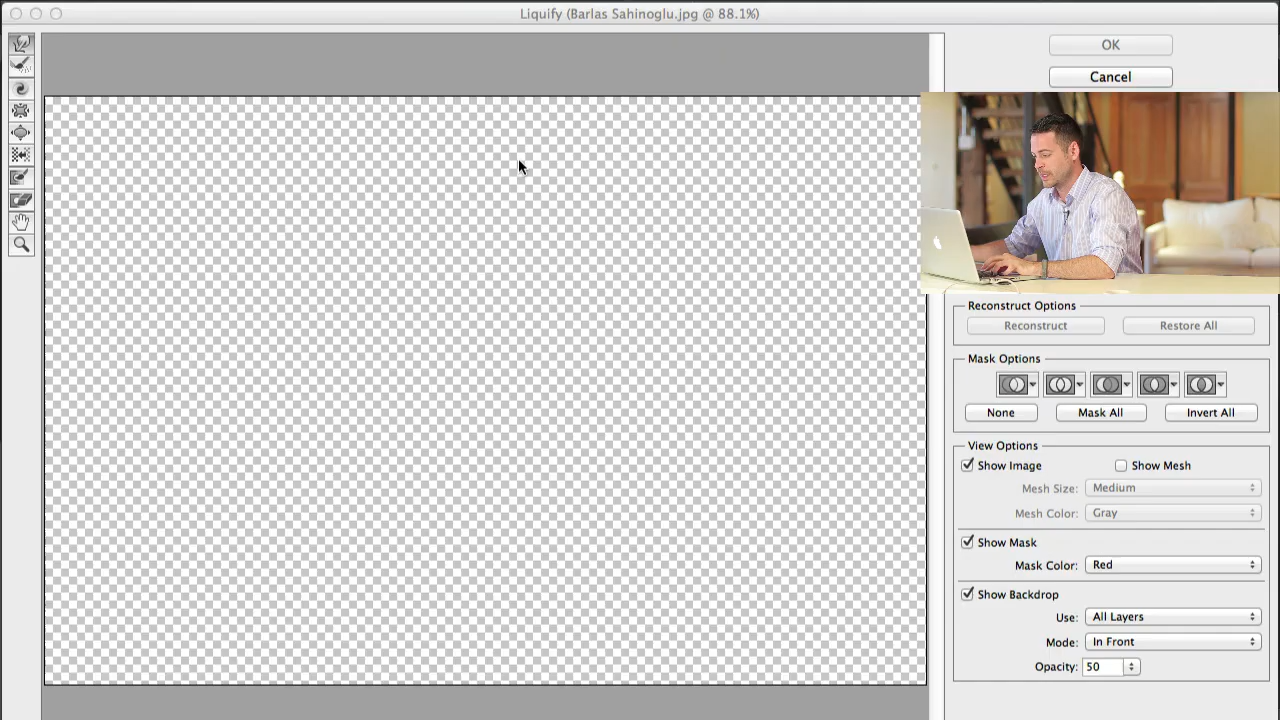 Liquify (Barlas Sahinoglu.jpg @ 88.1%)
OK
Cancel
Reconstruct Options
Reconstruct
Restore All
Mask Options
None
Mask All
Invert All
View Options
Show Image
Show Mesh
Mesh Size: Medium
Mesh Color: Gray
Show Mask
Mask Color: Red
Show Backdrop
Use: All Layers
Mode: In Front
Opacity: 50